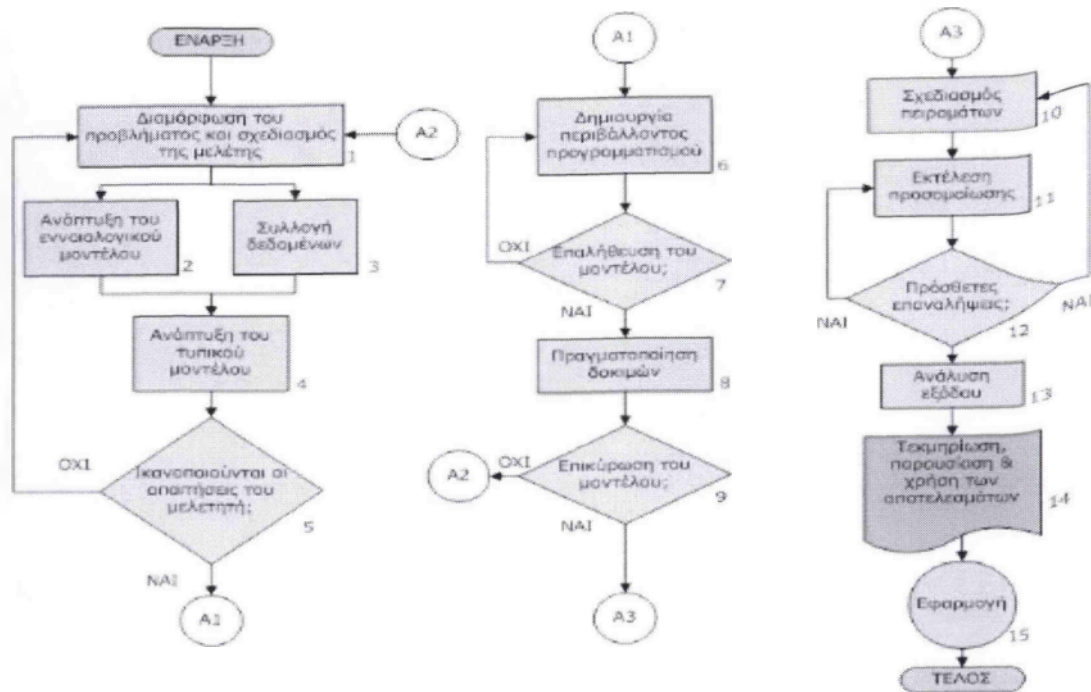 ΕΝΑΡΞΗ
Διαμόρφωση του
προβλήματος και σχεδιασμός
της μελέτης
1
A2
Ανάπτυξη του
εννοιολογικού
μοντέλου
2
Συλλογή
δεδομένων
3
Ανάπτυξη του
τυπικού
μοντέλου
4
ΟΧΙ
Ικανοποιούνται οι
απαιτήσεις του
μελετητή;
5
ΝΑΙ
A1
A1
Δημιουργία
περιβάλλοντος
προγραμματισμού
6
ΟΧΙ
Επαλήθευση του
μοντέλου;
7
ΝΑΙ
Πραγματοποίηση
δοκιμών
8
A2
ΟΧΙ
Επικύρωση του
μοντέλου;
9
ΝΑΙ
A3
A3
Σχεδιασμός
πειραμάτων
10
Εκτέλεση
προσομοίωσης
11
Πρόσθετες
επαναλήψεις;
12
ΝΑΙ
ΝΑΙ
Ανάλυση
εξόδου
13
Τεκμηρίωση,
παρουσίαση &
χρήση των
αποτελεσμάτων
14
Εφαρμογή
15
ΤΕΛΟΣ